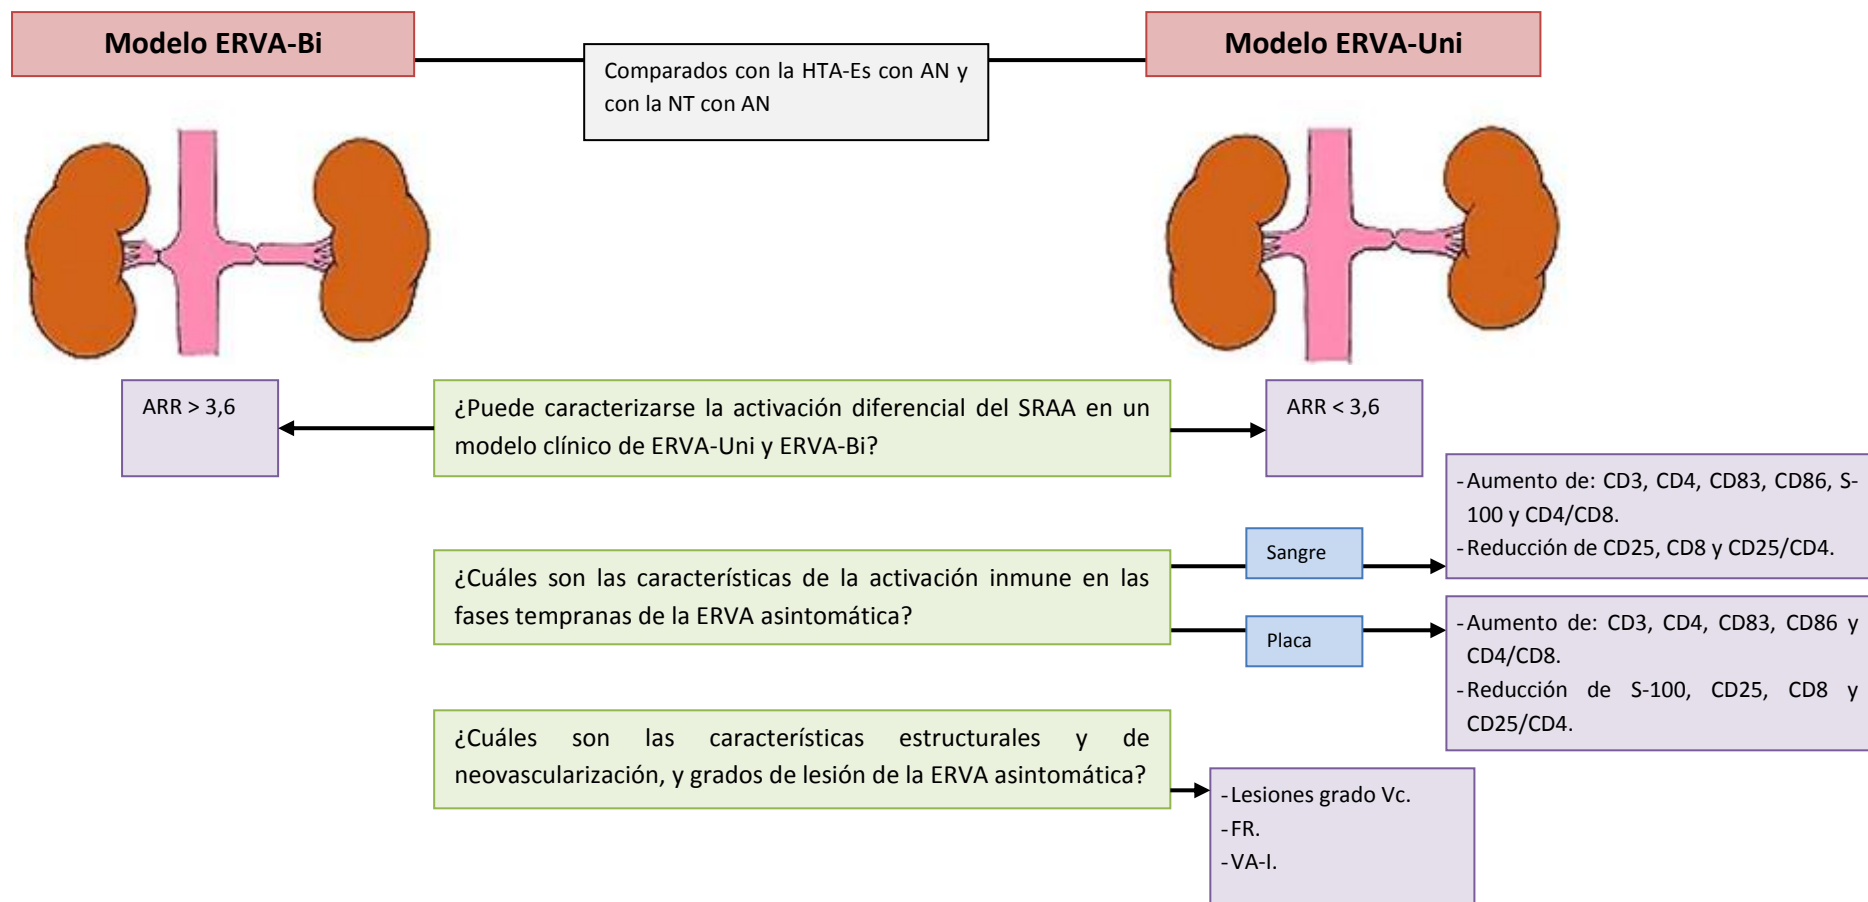 Modelo ERVA-Bi
Comparados con la HTA-Es con AN y
con la NT con AN
Modelo ERVA-Uni
ARR > 3,6
¿Puede caracterizarse la activación diferencial del SRAA en un
modelo clínico de ERVA-Uni y ERVA-Bi?
ARR < 3,6
¿Cuáles son las características de la activación inmune en las
fases tempranas de la ERVA asintomática?
Sangre
-Aumento de: CD3, CD4, CD83, CD86, S-
100 y CD4/CD8.
-Reducción de CD25, CD8 y CD25/CD4.
Placa
-Aumento de: CD3, CD4, CD83, CD86 y
CD4/CD8.
-Reducción de S-100, CD25, CD8 y
CD25/CD4.
¿Cuáles son las características estructurales y de
neovascularización, y grados de lesión de la ERVA asintomática?
-Lesiones grado Vc.
-FR.
-VA-I.